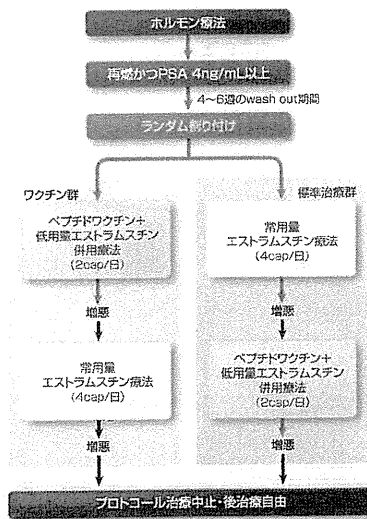 ホルモン療法
再燃かつPSA 4ng/mL以上
4〜6週のwash out期間
ランダム割り付け
ワクチン群
ペプチドワクチン+
低用量エストラムスチン
併用療法
(2cap/日)
増悪
常用量
エストラムスチン療法
(4cap/日)
増悪
標準治療群
常用量
エストラムスチン療法
(4cap/日)
増悪
ペプチドワクチン+
低用量エストラムスチン
併用療法
(2cap/日)
増悪
プロトコール治療中止・後治療自由